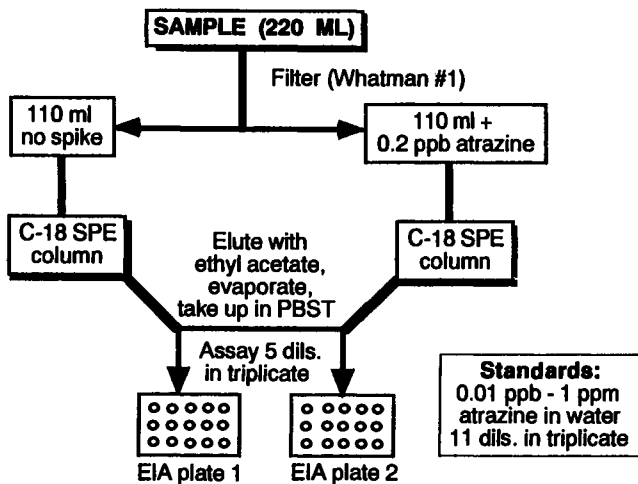 SAMPLE (220 ML)
Filter (Whatman #1)
110 ml
no spike
110 ml +
0.2 ppb atrazine
C-18 SPE
column
Elute with
ethyl acetate,
evaporate,
take up in PBST
C-18 SPE
column
Assay 5 dils.
in triplicate
Standards:
0.01 ppb - 1 ppm
atrazine in water
11 dils. in triplicate
EIA plate 1
EIA plate 2